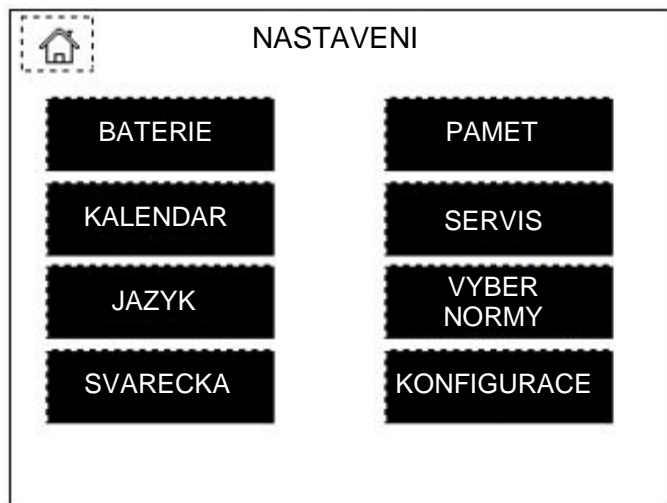 NASTAVENI
BATERIE
PAMET
KALENDAR
SERVIS
JAZYK
VYBER
NORMY
SVARECKA
KONFIGURACE